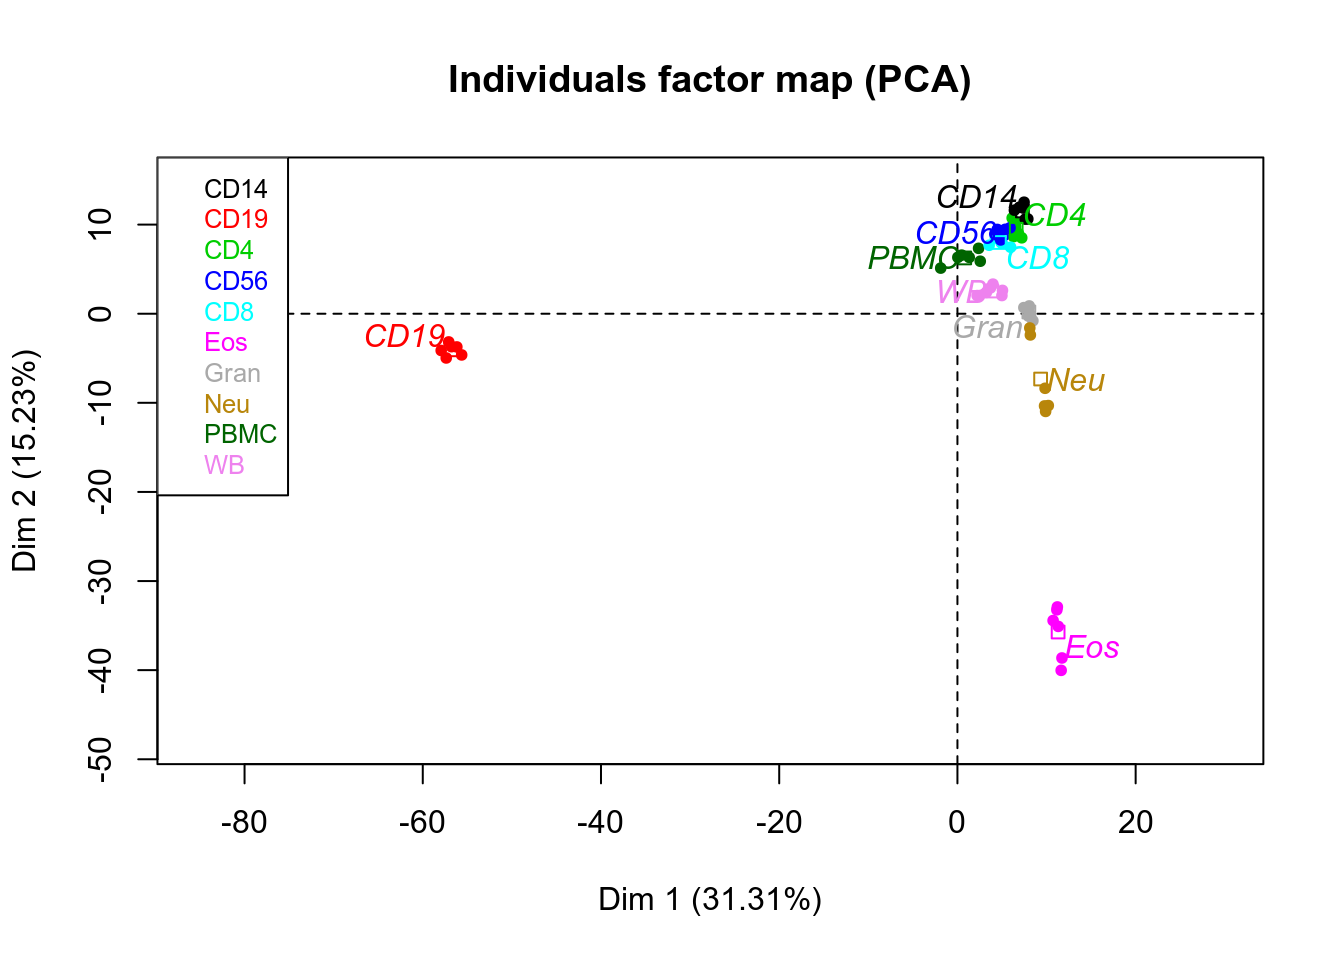 Individuals factor map (PCA)
CD14
CD19
CD4
CD56
CD8
Eos
Gran
Neu
PBMC
WB
CD14
CD4
CD56
CD8
PBMC
WB
Gran
CD19
Neu
Eos
10
0
-10
-20
-30
-40
-50
Dim 2 (15.23%)
-80 -60 -40 -20 0 20
Dim 1 (31.31%)